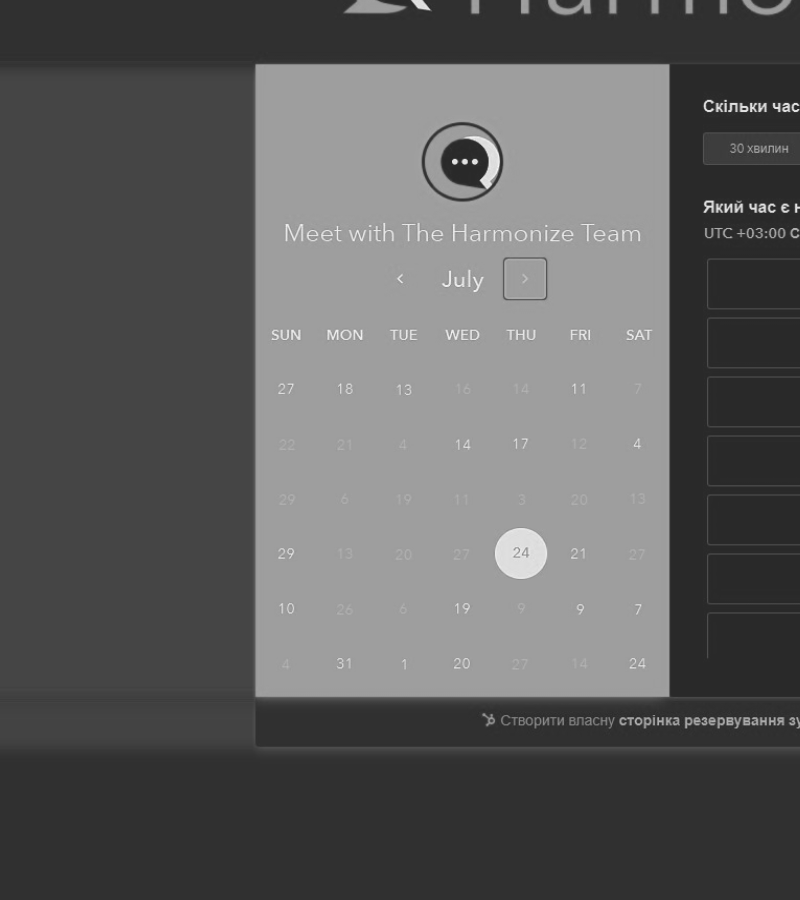 Harmo
Meet with The Harmonize Team
July
SUN MON TUE WED THU FRI SAT
27 18 13 16 14 11 7
22 21 4 14 17 12 4
29 6 19 11 3 20 13
29 13 20 27 24 21 27
10 26 6 19 9 9 7
4 31 1 20 27 14 24
Скільки час
30 хвилин
Який час є н
UTC +03:00 С
Створити власну сторінка резервування зу